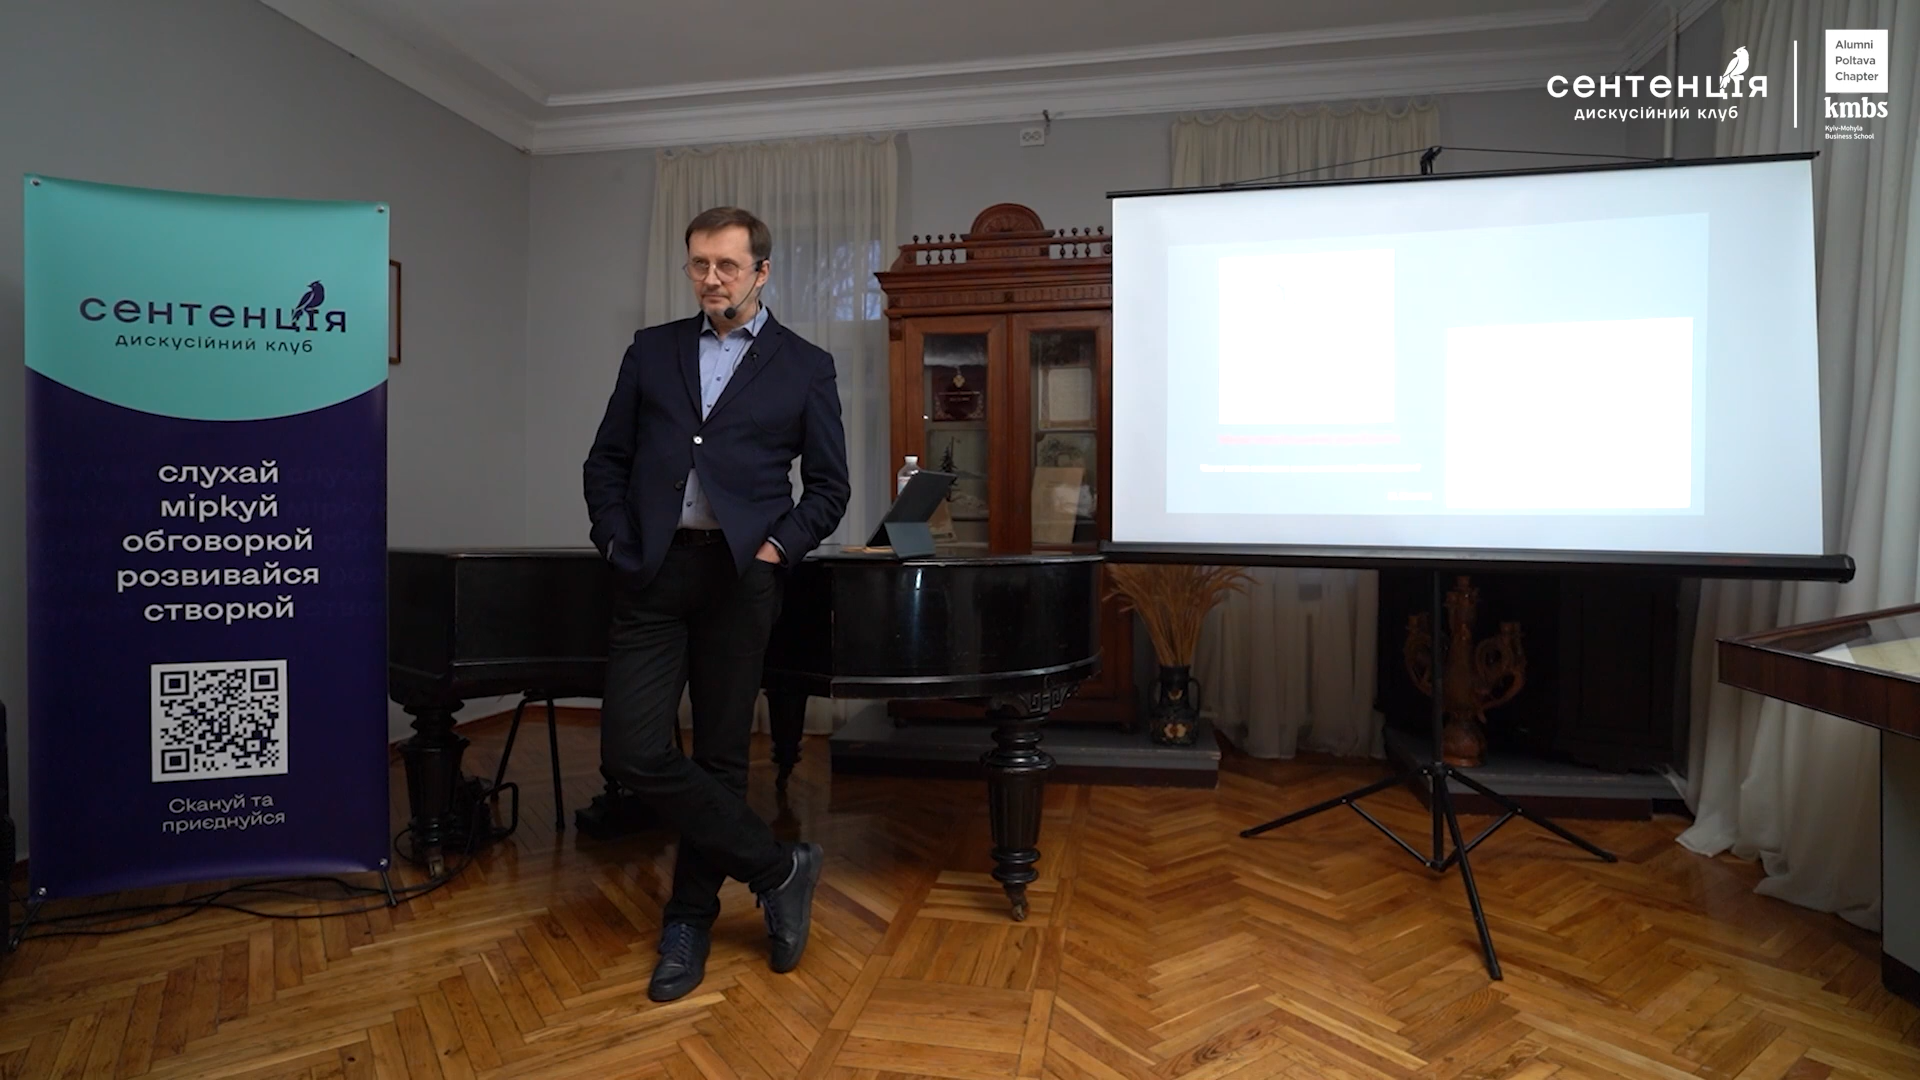 сентенція
дискусійний клуб
слухай
міркуй
обговорюй
розвивайся
створюй
Скануй та
приєднуйся
сентенція
дискусійний клуб
Alumni
Poltava
Chapter
kmbs
Kyiv-Mohyla
Business School